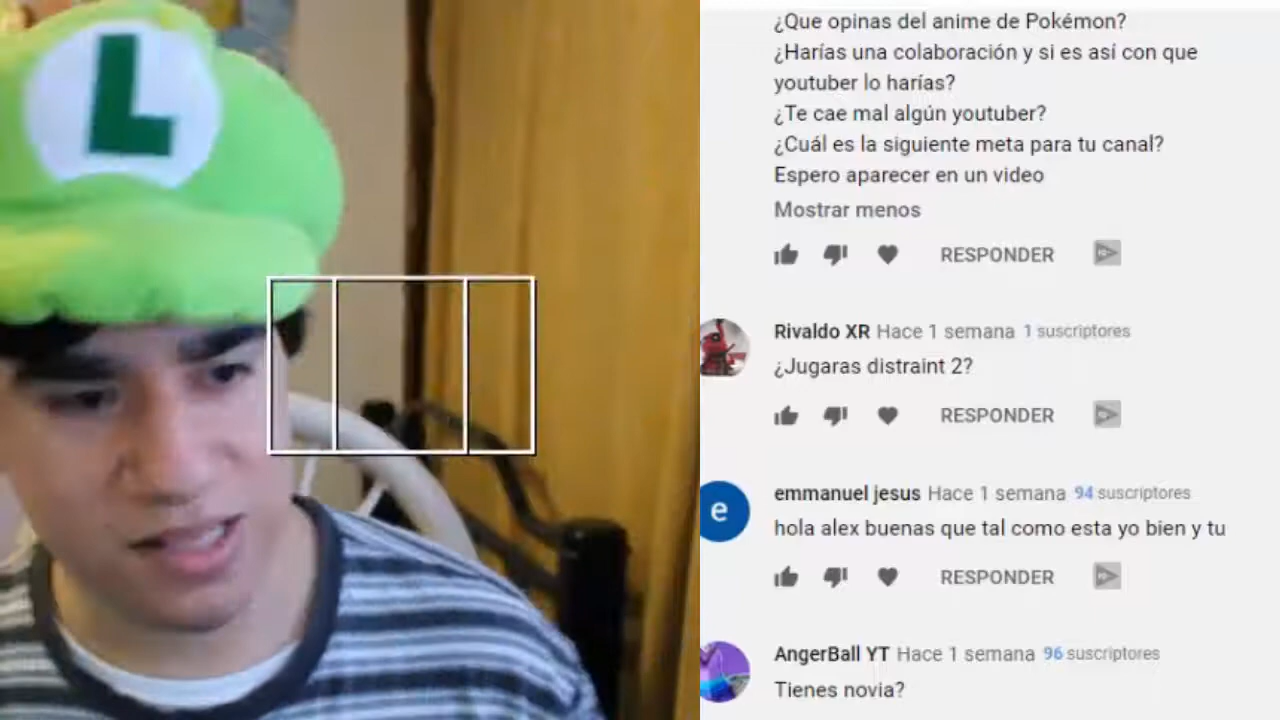 L
¿Que opinas del anime de Pokémon?
¿Harías una colaboración y si es así con que
youtuber lo harías?
¿Te cae mal algún youtuber?
¿Cuál es la siguiente meta para tu canal?
Espero aparecer en un video
Mostrar menos
RESPONDER
Rivaldo XR Hace 1 semana 1 suscriptores
¿Jugaras distraint 2?
RESPONDER
e
emmanuel jesus Hace 1 semana 94 suscriptores
hola alex buenas que tal como esta yo bien y tu
RESPONDER
AngerBall YT Hace 1 semana 96 suscriptores
Tienes novia?